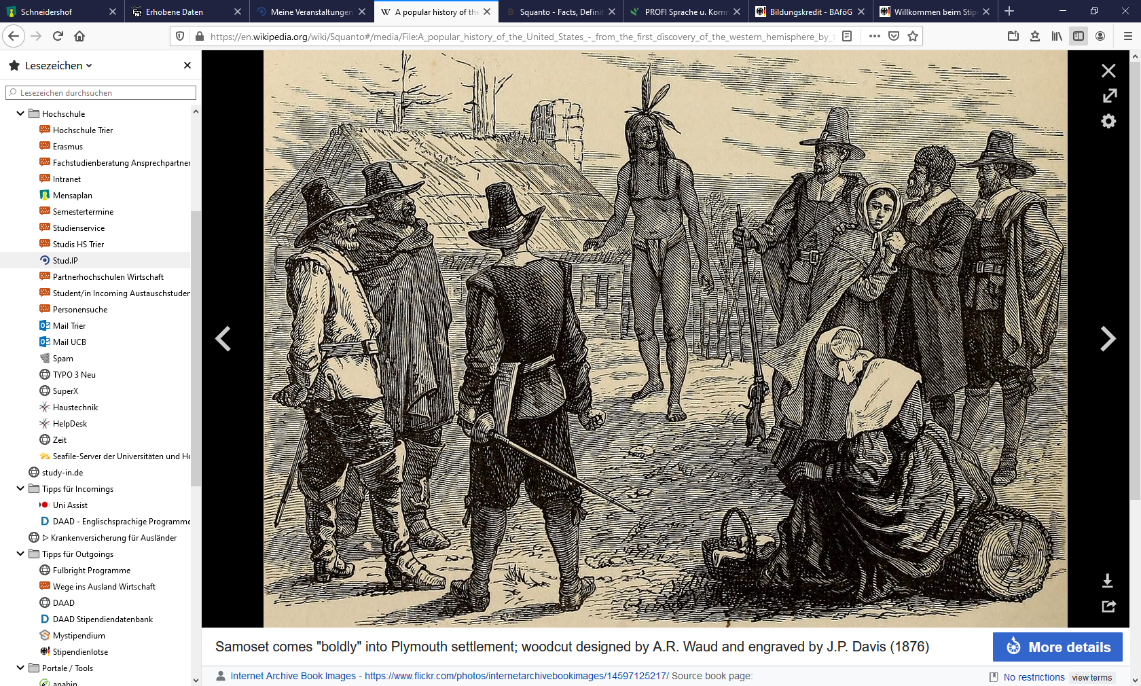 Schneidershof
Erhobene Daten
Meine Veranstaltungen
A popular history of the
Squanto - Facts, Defin
PROFI Sprache u. Kom
Bildungskredit - BAföG
Willkommen beim Stip
https://en.wikipedia.org/wiki/Squanto#/media/File:A_popular_history_of_the_United_States_-_from_the_first_discovery_of_the_western_hemisphere_by_
Lesezeichen
Lesezeichen durchsuchen
Hochschule
Hochschule Trier
Erasmus
Fachstudienberatung Ansprechpartner
Intranet
Mensaplan
Semestertermine
Studienservice
Studis HS Trier
Stud.IP
Partnerhochschulen Wirtschaft
Student/in Incoming Austauschstuden
Personensuche
Mail Trier
Mail UCB
Spam
TYPO 3 Neu
SuperX
Haustechnik
HelpDesk
Zeit
Seafile-Server der Universitäten und Ho
study-in.de
Tipps für Incomings
Uni Assist
DAAD - Englischsprachige Programme
Krankenversicherung für Ausländer
Tipps für Outgoings
Fulbright Programme
Wege ins Ausland Wirtschaft
DAAD
DAAD Stipendiendatenbank
Mystipendium
Stipendienlotse
Portale / Tools
anabin
Samoset comes "boldly" into Plymouth settlement; woodcut designed by A.R. Waud and engraved by J.P. Davis (1876)
More details
Internet Archive Book Images - https://www.flickr.com/photos/internetarchivebookimages/14597125217/ Source book page:
No restrictions view terms